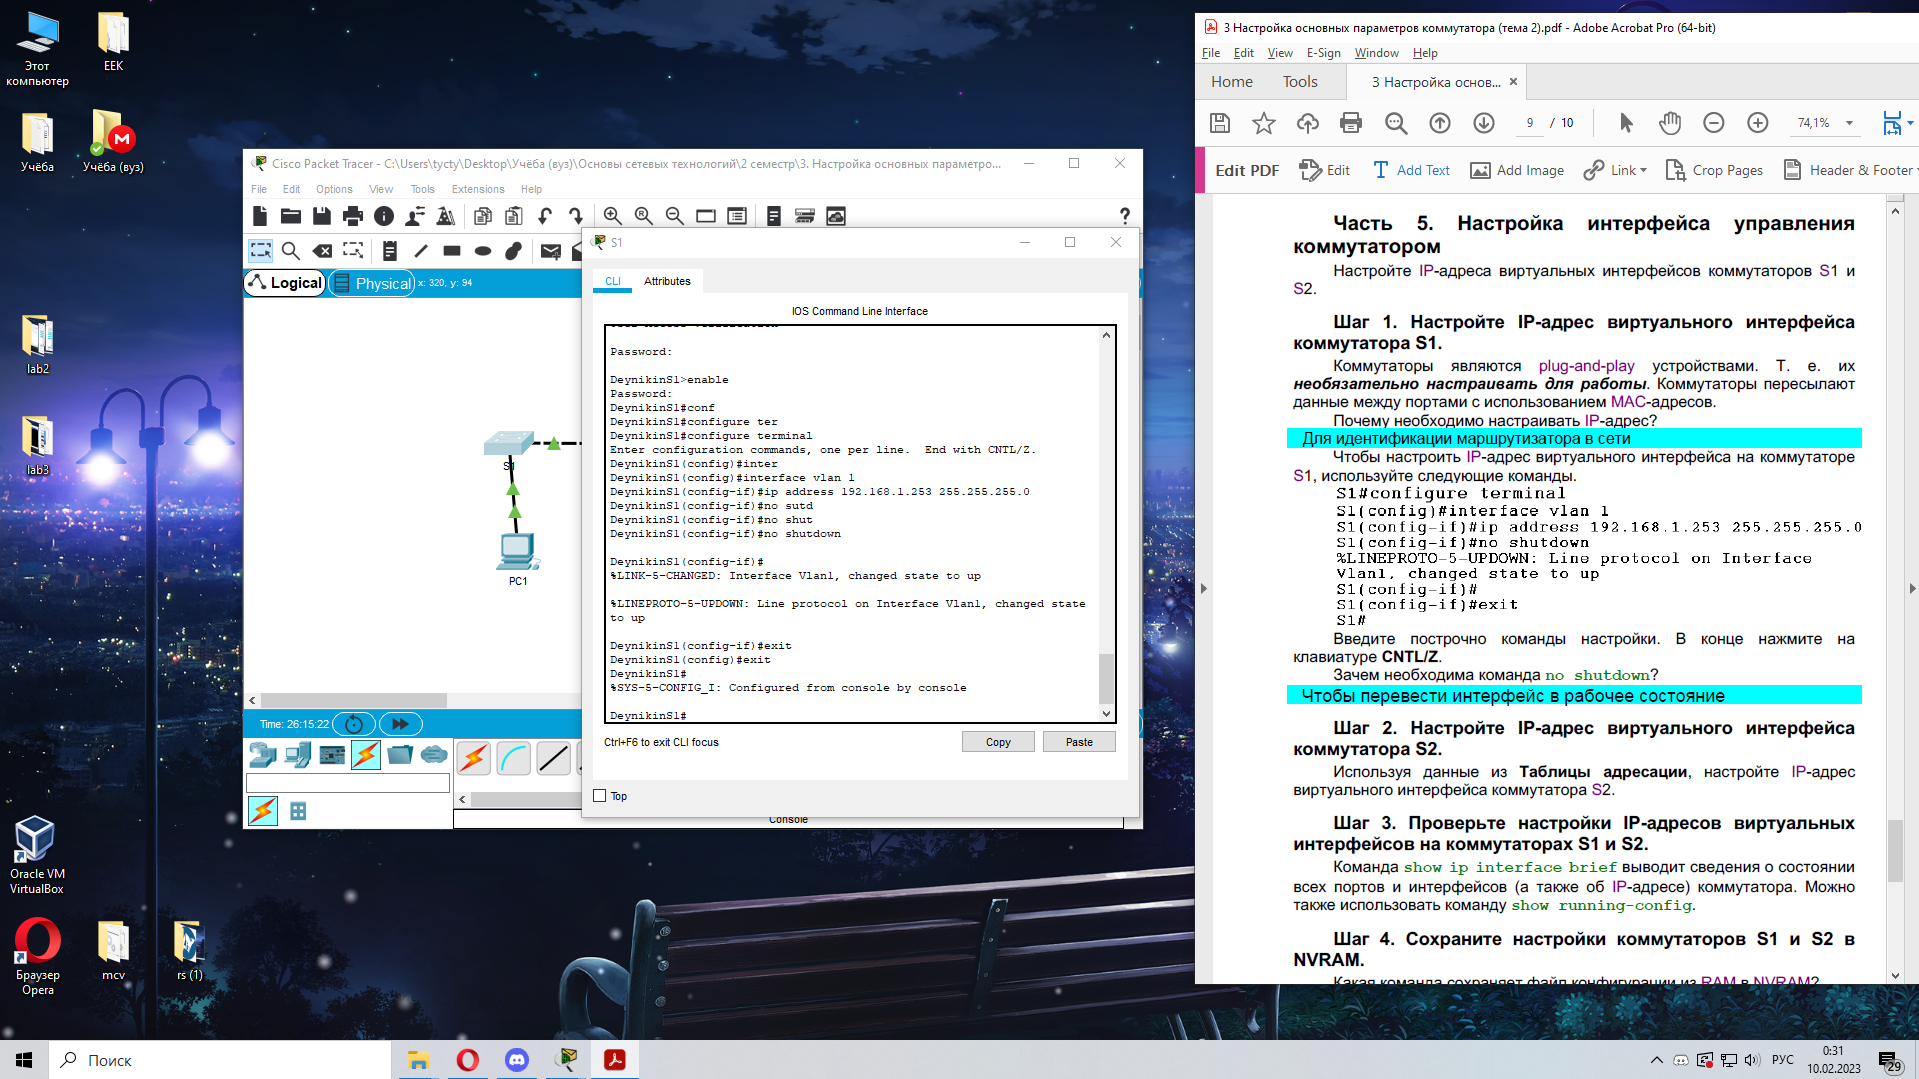 Этот
компьютер
EEK
Учёба
Учёба (вуз)
lab2
lab3
Oracle VM
VirtualBox
Браузер
Opera
mcv
rs (1)
Cisco Packet Tracer - C:\Users\tycty\Desktop\Учёба (вуз)\Основы сетевых технологий\2 семестр\3. Настройка основных параметро...
File Edit Options View Tools Extensions Help
Logical
Physical
x: 320, y: 94
S1
PC1
Time: 26:15:22
Console
S1
CLI
Attributes
IOS Command Line Interface
Password:
DeynikinS1>enable
Password:
DeynikinS1#conf
DeynikinS1#configure ter
DeynikinS1#configure terminal
Enter configuration commands, one per line. End with CNTL/Z.
DeynikinS1(config)#inter
DeynikinS1(config)#interface vlan 1
DeynikinS1(config-if)#ip address 192.168.1.253 255.255.255.0
DeynikinS1(config-if)#no sutd
DeynikinS1(config-if)#no shut
DeynikinS1(config-if)#no shutdown
DeynikinS1(config-if)#
%LINK-5-CHANGED: Interface Vlan1, changed state to up
%LINEPROTO-5-UPDOWN: Line protocol on Interface Vlan1, changed state
to up
DeynikinS1(config-if)#exit
DeynikinS1(config)#exit
DeynikinS1#
%SYS-5-CONFIG_I: Configured from console by console
DeynikinS1#
Ctrl+F6 to exit CLI focus
Copy
Paste
Top
3 Настройка основных параметров коммутатора (тема 2).pdf - Adobe Acrobat Pro (64-bit)
File Edit View E-Sign Window Help
Home Tools 3 Настройка основ...
9 / 10
74,1%
Edit PDF Edit Add Text Add Image Link Crop Pages Header & Footer
Часть 5. Настройка интерфейса управления
коммутатором
Настройте IP-адреса виртуальных интерфейсов коммутаторов S1 и
S2.
Шаг 1. Настройте IP-адрес виртуального интерфейса
коммутатора S1.
Коммутаторы являются plug-and-play устройствами. Т. е. их
необязательно настраивать для работы. Коммутаторы пересылают
данные между портами с использованием MAC-адресов.
Почему необходимо настраивать IP-адрес?
Для идентификации маршрутизатора в сети
Чтобы настроить IP-адрес виртуального интерфейса на коммутаторе
S1, используйте следующие команды.
S1#configure terminal
S1(config)#interface vlan 1
S1(config-if)#ip address 192.168.1.253 255.255.255.0
S1(config-if)#no shutdown
%LINEPROTO-5-UPDOWN: Line protocol on Interface
Vlan1, changed state to up
S1(config-if)#
S1(config-if)#exit
S1#
Введите построчно команды настройки. В конце нажмите на
клавиатуре CNTL/Z.
Зачем необходима команда no shutdown?
Чтобы перевести интерфейс в рабочее состояние
Шаг 2. Настройте IP-адрес виртуального интерфейса
коммутатора S2.
Используя данные из Таблицы адресации, настройте IP-адрес
виртуального интерфейса коммутатора S2.
Шаг 3. Проверьте настройки IP-адресов виртуальных
интерфейсов на коммутаторах S1 и S2.
Команда show ip interface brief выводит сведения о состоянии
всех портов и интерфейсов (а также об IP-адресе) коммутатора. Можно
также использовать команду show running-config.
Шаг 4. Сохраните настройки коммутаторов S1 и S2 в
NVRAM.
Какая команда сохраняет файл конфигурации из RAM в NVRAM?
Поиск
РУС
0:31
10.02.2023
29